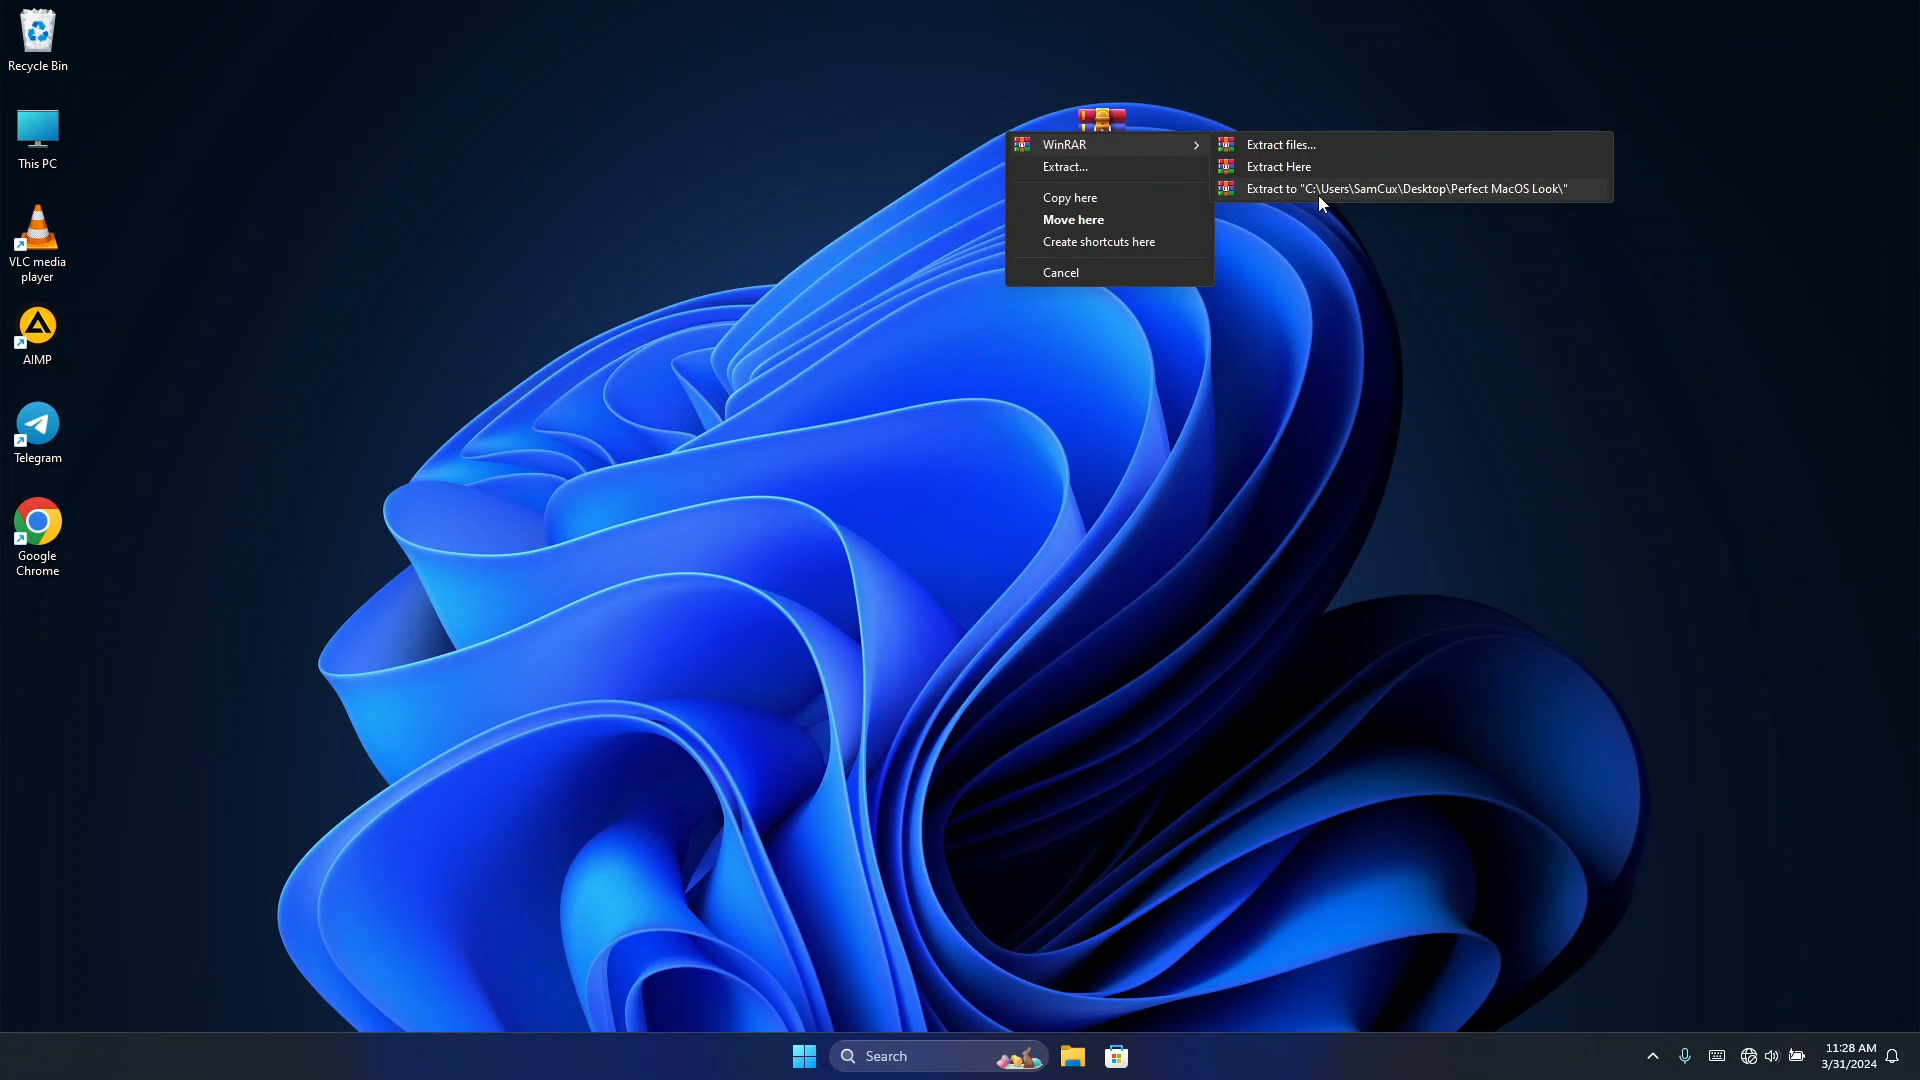 Recycle Bin
This PC
VLC media
player
AIMP
Telegram
Google
Chrome
WinRAR
Extract...
Copy here
Move here
Create shortcuts here
Cancel
Extract files...
Extract Here
Extract to "C:\Users\SamCux\Desktop\Perfect MacOS Look\"
Search
11:28 AM
3/31/2024